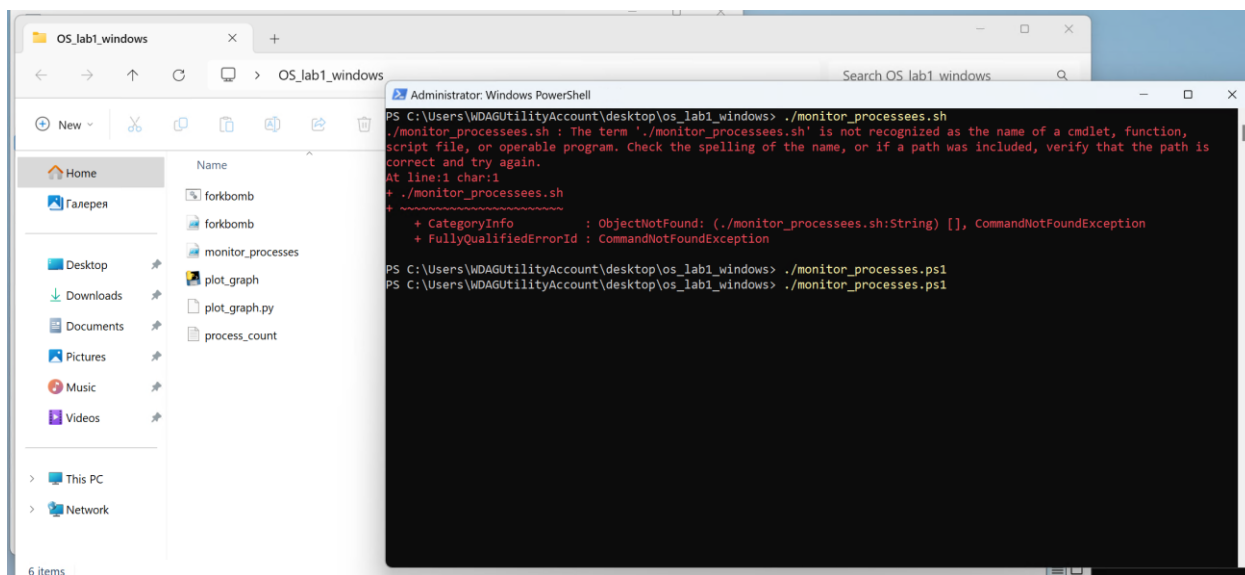 OS_lab1_windows
OS_lab1_windows
Search OS_lab1_windows
New
Name
Home
Галерея
Desktop
Downloads
Documents
Pictures
Music
Videos
This PC
Network
forkbomb
forkbomb
monitor_processes
plot_graph
plot_graph.py
process_count
6 items
Administrator: Windows PowerShell
PS C:\Users\WDAGUtilityAccount\desktop\os_lab1_windows> ./monitor_processees.sh
./monitor_processees.sh : The term './monitor_processees.sh' is not recognized as the name of a cmdlet, function,
script file, or operable program. Check the spelling of the name, or if a path was included, verify that the path is
correct and try again.
At line:1 char:1
+ ./monitor_processees.sh
+ ~~~~~~~~~~~~~~~~~~~~~~~
+ CategoryInfo : ObjectNotFound: (./monitor_processees.sh:String) [], CommandNotFoundException
+ FullyQualifiedErrorId : CommandNotFoundException
PS C:\Users\WDAGUtilityAccount\desktop\os_lab1_windows> ./monitor_processes.ps1
PS C:\Users\WDAGUtilityAccount\desktop\os_lab1_windows> ./monitor_processes.ps1